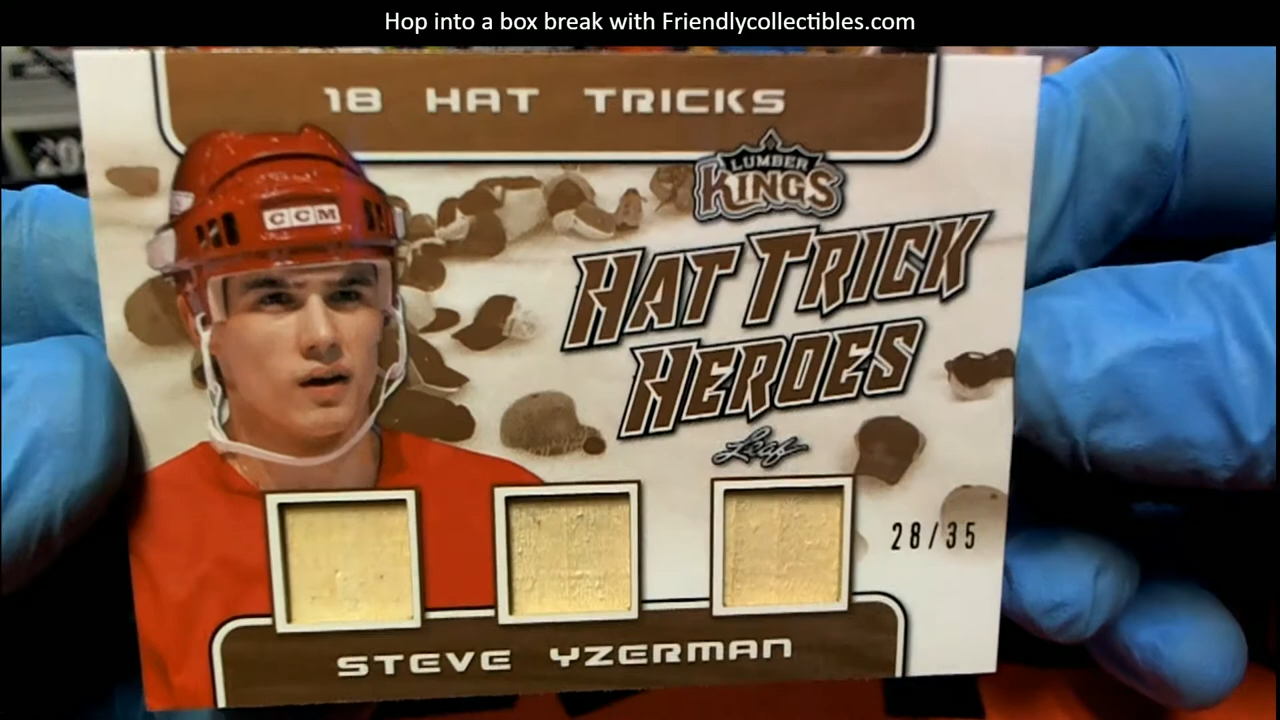 Hop into a box break with Friendlycollectibles.com
18 HAT TRICKS
LUMBER
KINGS
CCM
HAT TRICK
HEROES
Leaf
28/35
STEVE YZERMAN
20